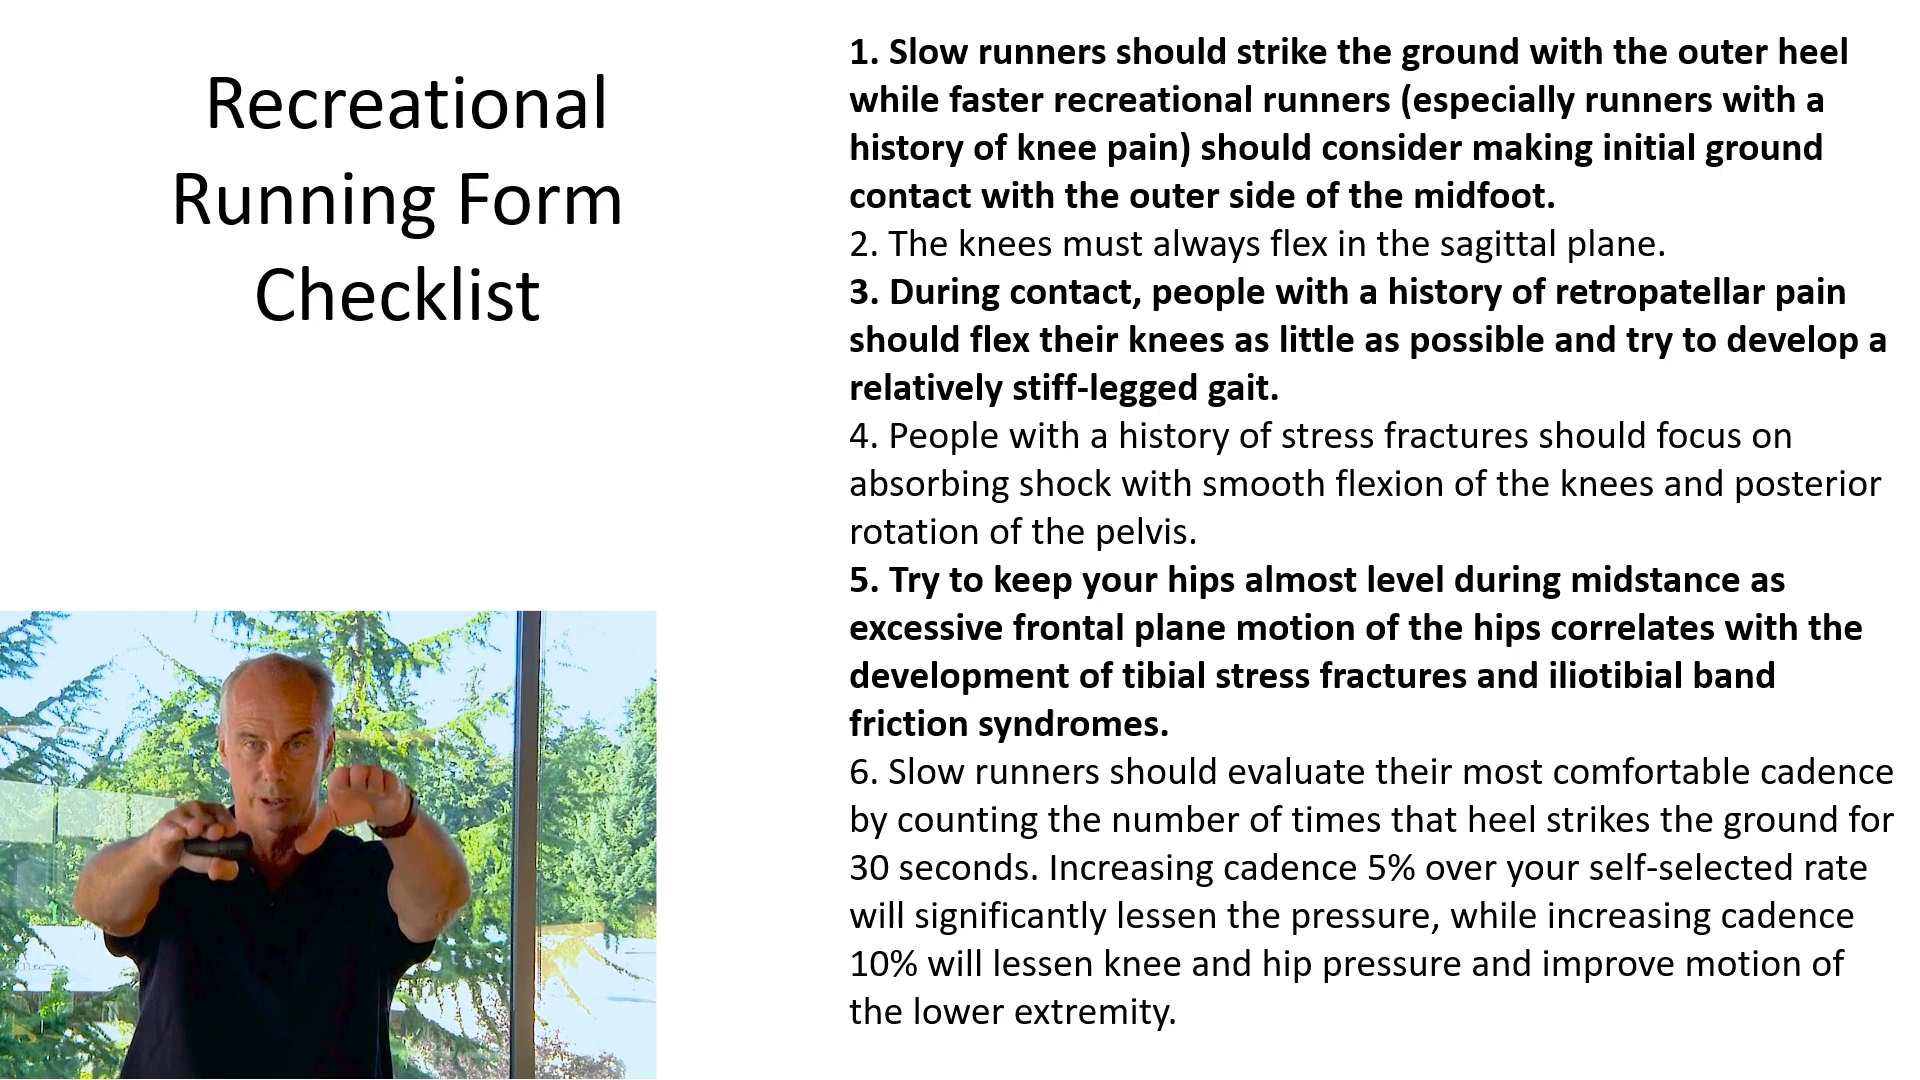 Recreational
Running Form
Checklist
1. Slow runners should strike the ground with the outer heel
while faster recreational runners (especially runners with a
history of knee pain) should consider making initial ground
contact with the outer side of the midfoot.
2. The knees must always flex in the sagittal plane.
3. During contact, people with a history of retropatellar pain
should flex their knees as little as possible and try to develop a
relatively stiff-legged gait.
4. People with a history of stress fractures should focus on
absorbing shock with smooth flexion of the knees and posterior
rotation of the pelvis.
5. Try to keep your hips almost level during midstance as
excessive frontal plane motion of the hips correlates with the
development of tibial stress fractures and iliotibial band
friction syndromes.
6. Slow runners should evaluate their most comfortable cadence
by counting the number of times that heel strikes the ground for
30 seconds. Increasing cadence 5% over your self-selected rate
will significantly lessen the pressure, while increasing cadence
10% will lessen knee and hip pressure and improve motion of
the lower extremity.